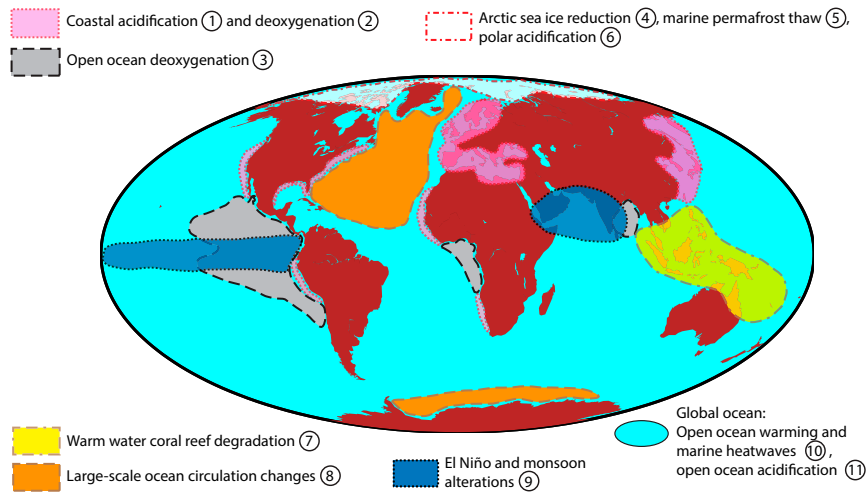 Coastal acidification ① and deoxygenation ②
Open ocean deoxygenation ③
Arctic sea ice reduction ④, marine permafrost thaw ⑤,
polar acidification ⑥
Warm water coral reef degradation ⑦
Large-scale ocean circulation changes ⑧
El Niño and monsoon
alterations ⑨
Global ocean:
Open ocean warming and
marine heatwaves ⑩ ,
open ocean acidification ⑪